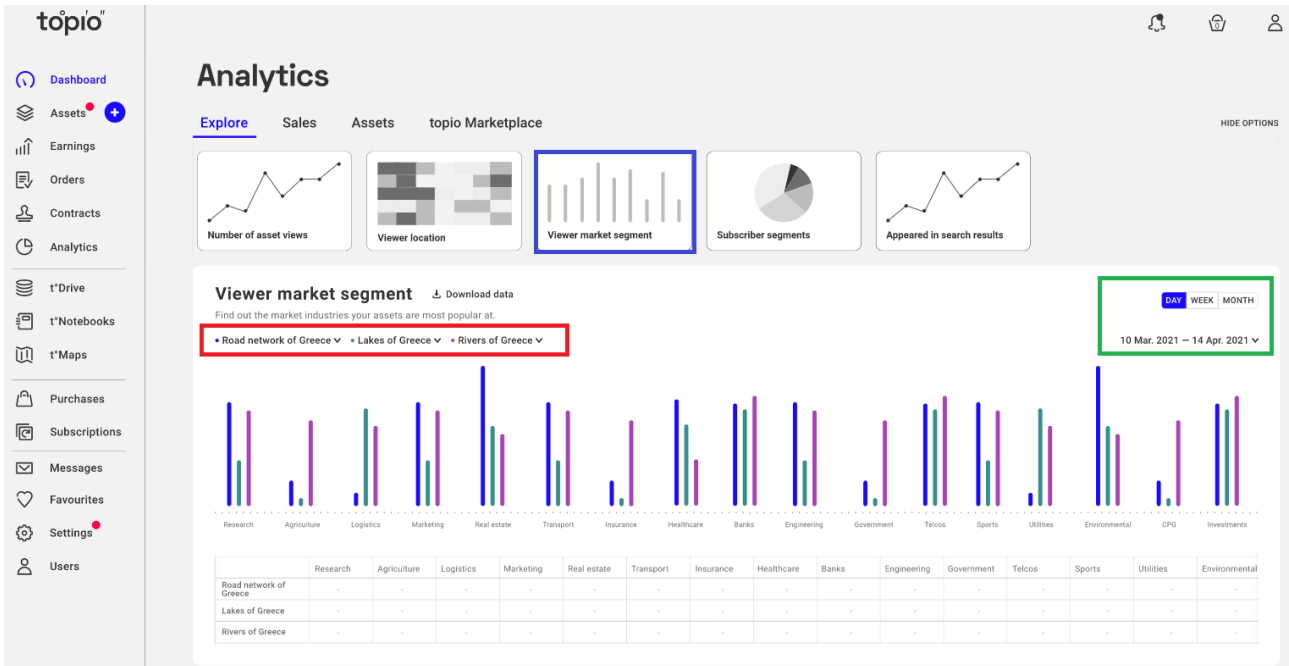 topio"
Dashboard
Assets
+
Earnings
Orders
Contracts
Analytics
t"Drive
t"Notebooks
t"Maps
Purchases
Subscriptions
Messages
Favourites
Settings
Users
0
Analytics
Explore Sales Assets topio Marketplace
HIDE OPTIONS
Number of asset views
Viewer location
Viewer market segment
Subscriber segments
Appeared in search results
Viewer market segment
Download data
Find out the market industries your assets are most popular at.
DAY WEEK MONTH
Road network of Greece Lakes of Greece Rivers of Greece
10 Mar. 2021 — 14 Apr. 2021
Research Agriculture Logistics Marketing Real estate Transport Insurance Healthcare Banks Engineering Government Telcos Sports Utilities Environmental CPG Investments
Research Agriculture Logistics Marketing Real estate Transport Insurance Healthcare Banks Engineering Government Telcos Sports Utilities Environmental
Road network of
Greece
- - - - - - - - - - - - - - -
Lakes of Greece - - - - - - - - - - - - - - -
Rivers of Greece - - - - - - - - - - - - - - -